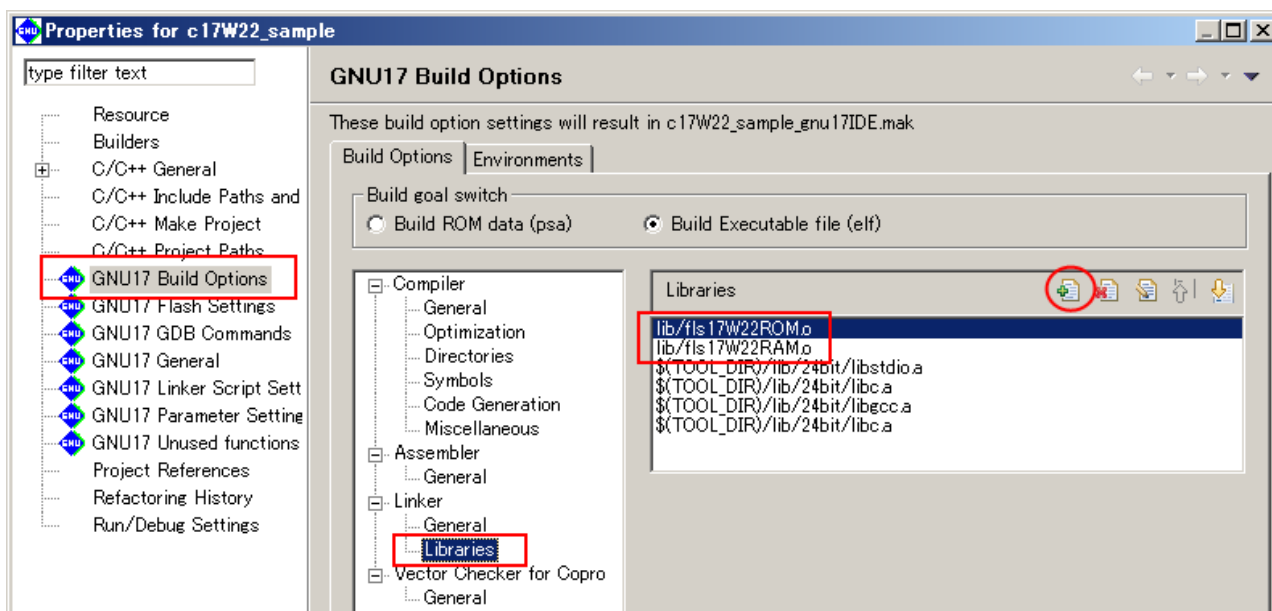 Properties for c17W22_sample
type filter text
Resource
Builders
C/C++ General
C/C++ Include Paths and
C/C++ Make Project
C/C++ Project Paths
GNU17 Build Options
GNU17 Flash Settings
GNU17 GDB Commands
GNU17 General
GNU17 Linker Script Sett
GNU17 Parameter Setting
GNU17 Unused functions
Project References
Refactoring History
Run/Debug Settings
GNU17 Build Options
These build option settings will result in c17W22_sample_gnu17IDE.mak
Build Options
Environments
Build goal switch
Build ROM data (psa)
Build Executable file (elf)
Compiler
General
Optimization
Directories
Symbols
Code Generation
Miscellaneous
Assembler
General
Linker
General
Libraries
Vector Checker for Copro
General
Libraries
lib/fls17W22ROM.o
lib/fls17W22RAM.o
$(TOOL_DIR)/lib/24bit/libstdio.a
$(TOOL_DIR)/lib/24bit/libc.a
$(TOOL_DIR)/lib/24bit/libgcc.a
$(TOOL_DIR)/lib/24bit/libc.a